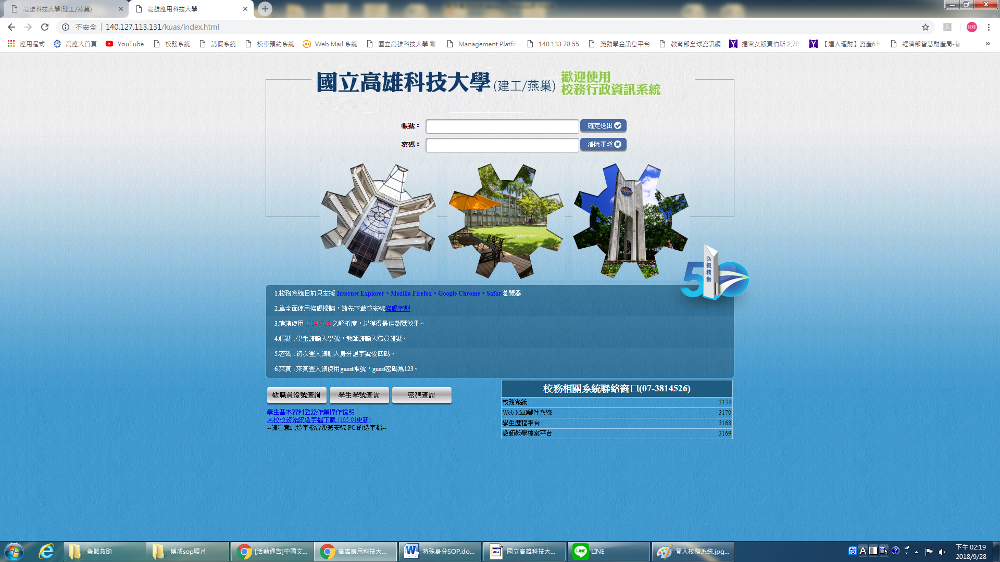 高雄科技大學(建工/燕巢)
高雄應用科技大學
不安全 140.127.113.131/kuas/index.html
叔桂
應用程式 高應大首頁 YouTube 校務系統 請假系統 校車預約系統 Web Mail 系統 國立高雄科技大學 電 Management Platfo 140.133.78.55 獎助學金訊息平台 教育部全球資訊網 揭密女版賈伯斯 2,70 【達人理財】資產6年 經濟部智慧財產局-智 »
國立高雄科技大學(建工/燕巢) 歡迎使用
校務行政資訊系統
帳號：
確定送出
密碼：
清除重填
弘毅精勤
5
1.校務系統目前只支援 Internet Explorer、Mozilla Firefox、Google Chrome、Safari瀏覽器
2.為全面使用條碼掃瞄，請先下載並安裝條碼字型
3.建議使用 1024*768 之解析度，以獲得最佳瀏覽效果。
4.帳號 : 學生請輸入學號，教師請輸入職員證號。
5.密碼 : 初次登入請輸入身分證字號後四碼。
6.來賓 : 來賓登入請使用guest帳號，guest密碼為123。
教職員證號查詢 學生學號查詢 密碼查詢
學生基本資料登錄作業操作說明
本校校務系統造字檔下載 (105/01更新)
--請注意此造字檔會覆蓋安裝 PC 的造字檔--
校務相關系統聯絡窗口(07-3814526)
校務系統 3134
Web Mail郵件系統 3170
學生歷程平台 3168
教師教學檔案平台 3169
急難救助 博成sop照片 [活動通告]中國文... 高雄應用科技大... 特殊身分SOP.do... 國立高雄科技大... LINE 登入校務系統.jpg...
A
下午 02:19
2018/9/28